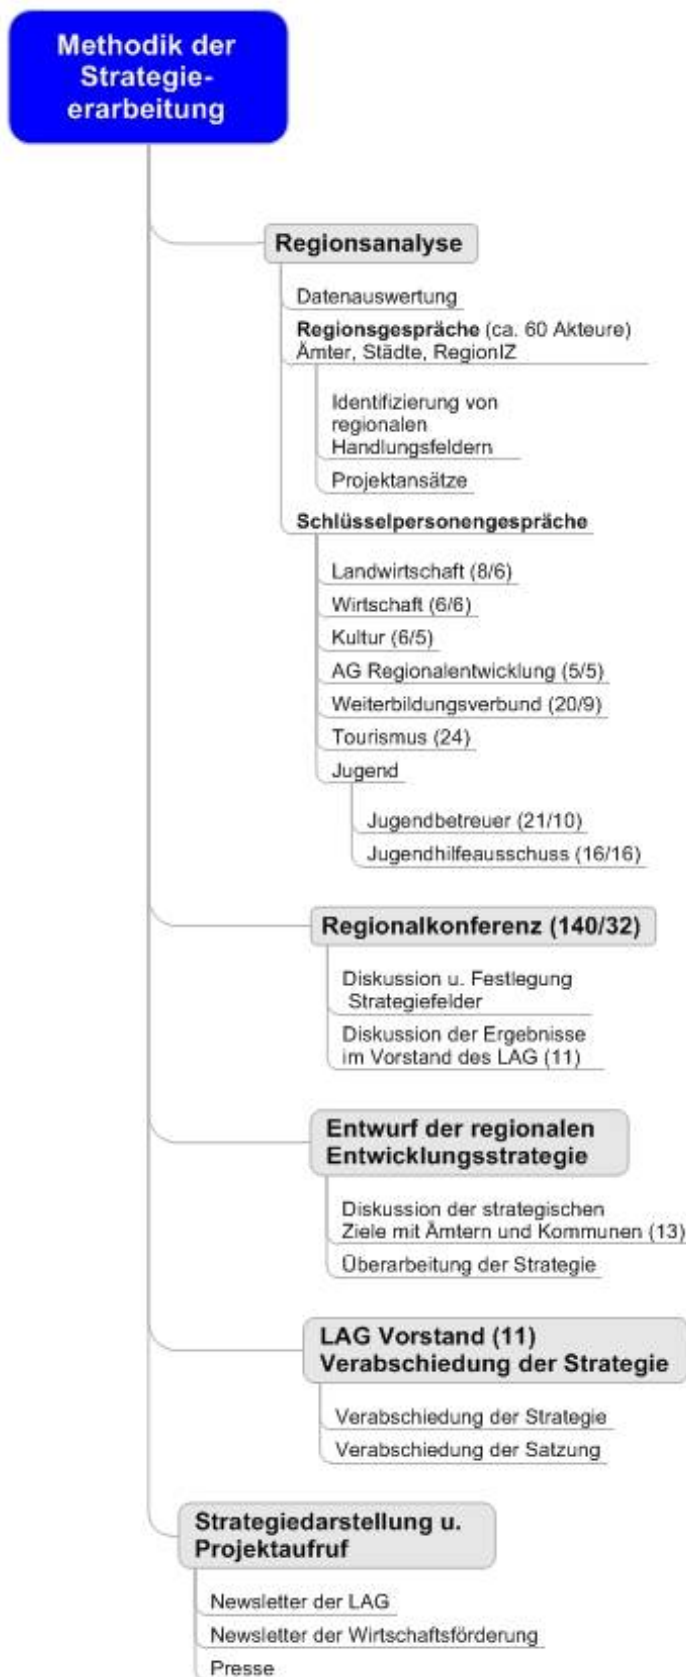 Methodik der
Strategie-
erarbeitung
Regionsanalyse
Datenauswertung
Regionsgespräche (ca. 60 Akteure)
Ämter, Städte, RegionIZ
Identifizierung von
regionalen
Handlungsfeldern
Projektansätze
Schlüsselpersonengespräche
Landwirtschaft (8/6)
Wirtschaft (6/6)
Kultur (6/5)
AG Regionalentwicklung (5/5)
Weiterbildungsverbund (20/9)
Tourismus (24)
Jugend
Jugendbetreuer (21/10)
Jugendhilfeausschuss (16/16)
Regionalkonferenz (140/32)
Diskussion u. Festlegung
Strategiefelder
Diskussion der Ergebnisse
im Vorstand des LAG (11)
Entwurf der regionalen
Entwicklungsstrategie
Diskussion der strategischen
Ziele mit Ämtern und Kommunen (13)
Überarbeitung der Strategie
LAG Vorstand (11)
Verabschiedung der Strategie
Verabschiedung der Strategie
Verabschiedung der Satzung
Strategiedarstellung u.
Projektaufruf
Newsletter der LAG
Newsletter der Wirtschaftsförderung
Presse